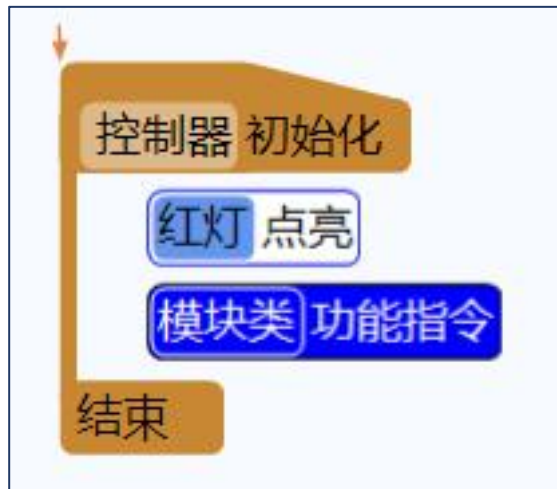 控制器 初始化
红灯 点亮
模块类 功能指令
结束